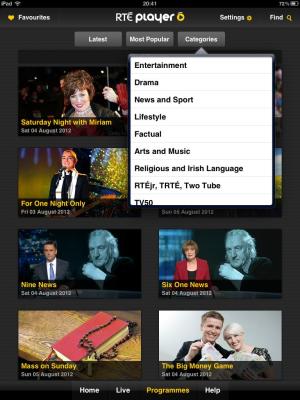 iPad
20:41
72%
Favourites
RTÉ player
Settings
Find
Latest
Most Popular
Categories
Entertainment
Drama
News and Sport
Lifestyle
Factual
Arts and Music
Religious and Irish Language
RTÉjr, TRTÉ, Two Tube
TV50
Saturday Night with Miriam
Sat 04 August 2012
For One Night Only
Fri 03 August 2012
Sat 04 August 2012
Nine News
Sat 04 August 2012
Six One News
Sat 04 August 2012
Mass on Sunday
Sun 05 August 2012
The Big Money Game
Sat 04 August 2012
Home
Live
Programmes
Help